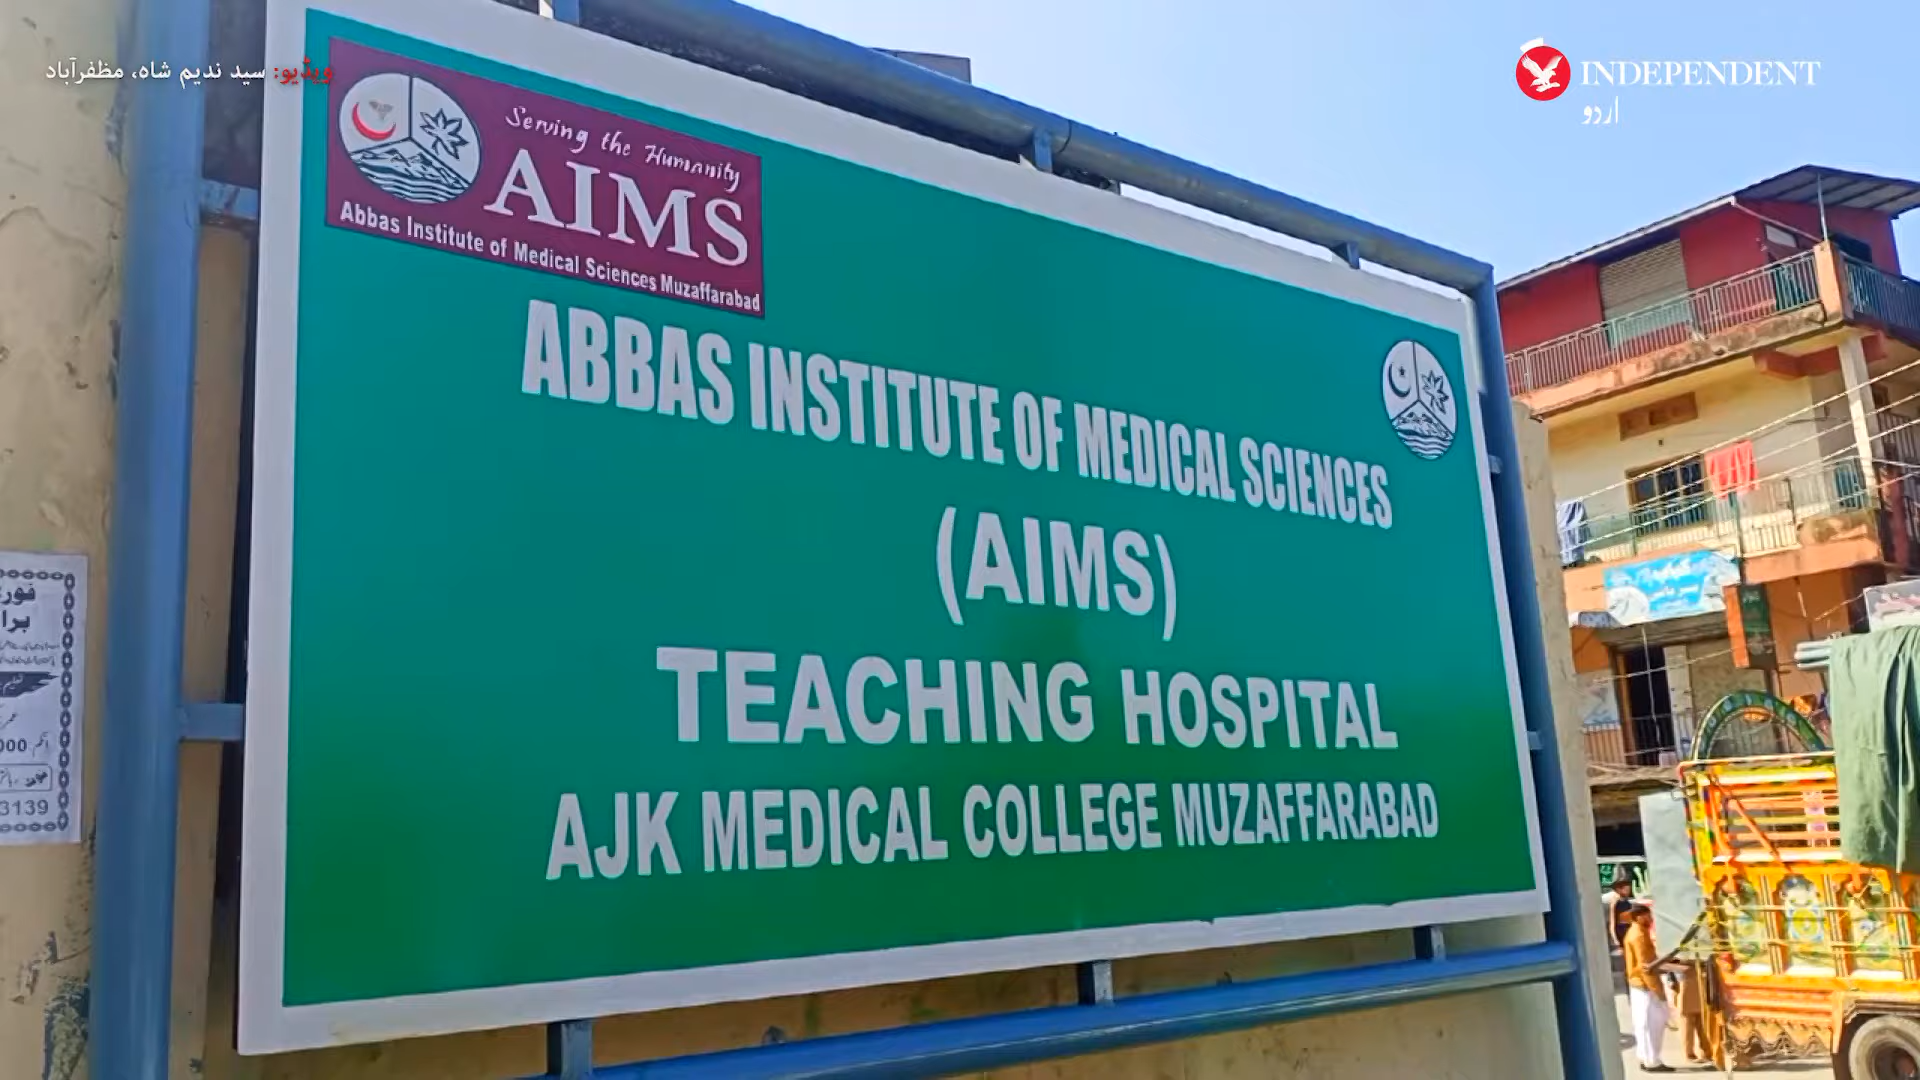 ویڈیو: سید ندیم شاہ، مظفرآباد
INDEPENDENT
اردو
Serving the Humanity
AIMS
Abbas Institute of Medical Sciences Muzaffarabad
ABBAS INSTITUTE OF MEDICAL SCIENCES
(AIMS)
TEACHING HOSPITAL
AJK MEDICAL COLLEGE MUZAFFARABAD
3139